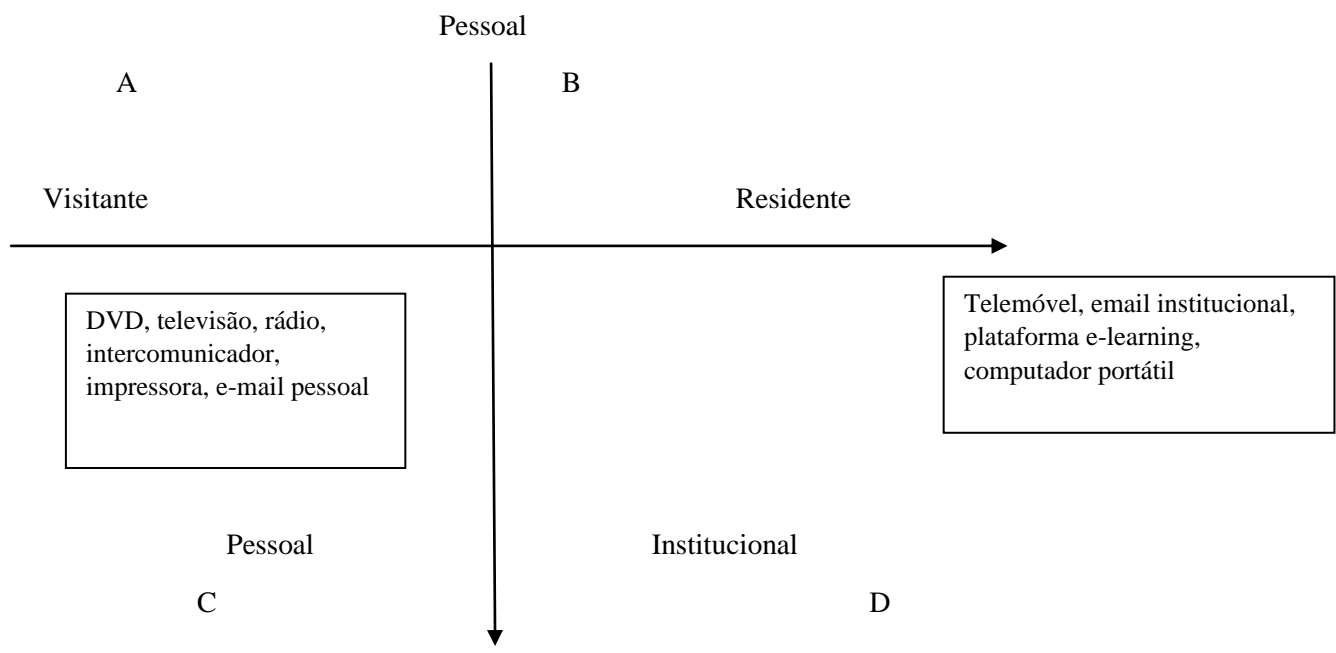 Pessoal
A
B
Visitante
Residente
DVD, televisão, rádio,
intercomunicador,
impressora, e-mail pessoal
Telemóvel, email institucional,
plataforma e-learning,
computador portátil
Pessoal
Institucional
C
D